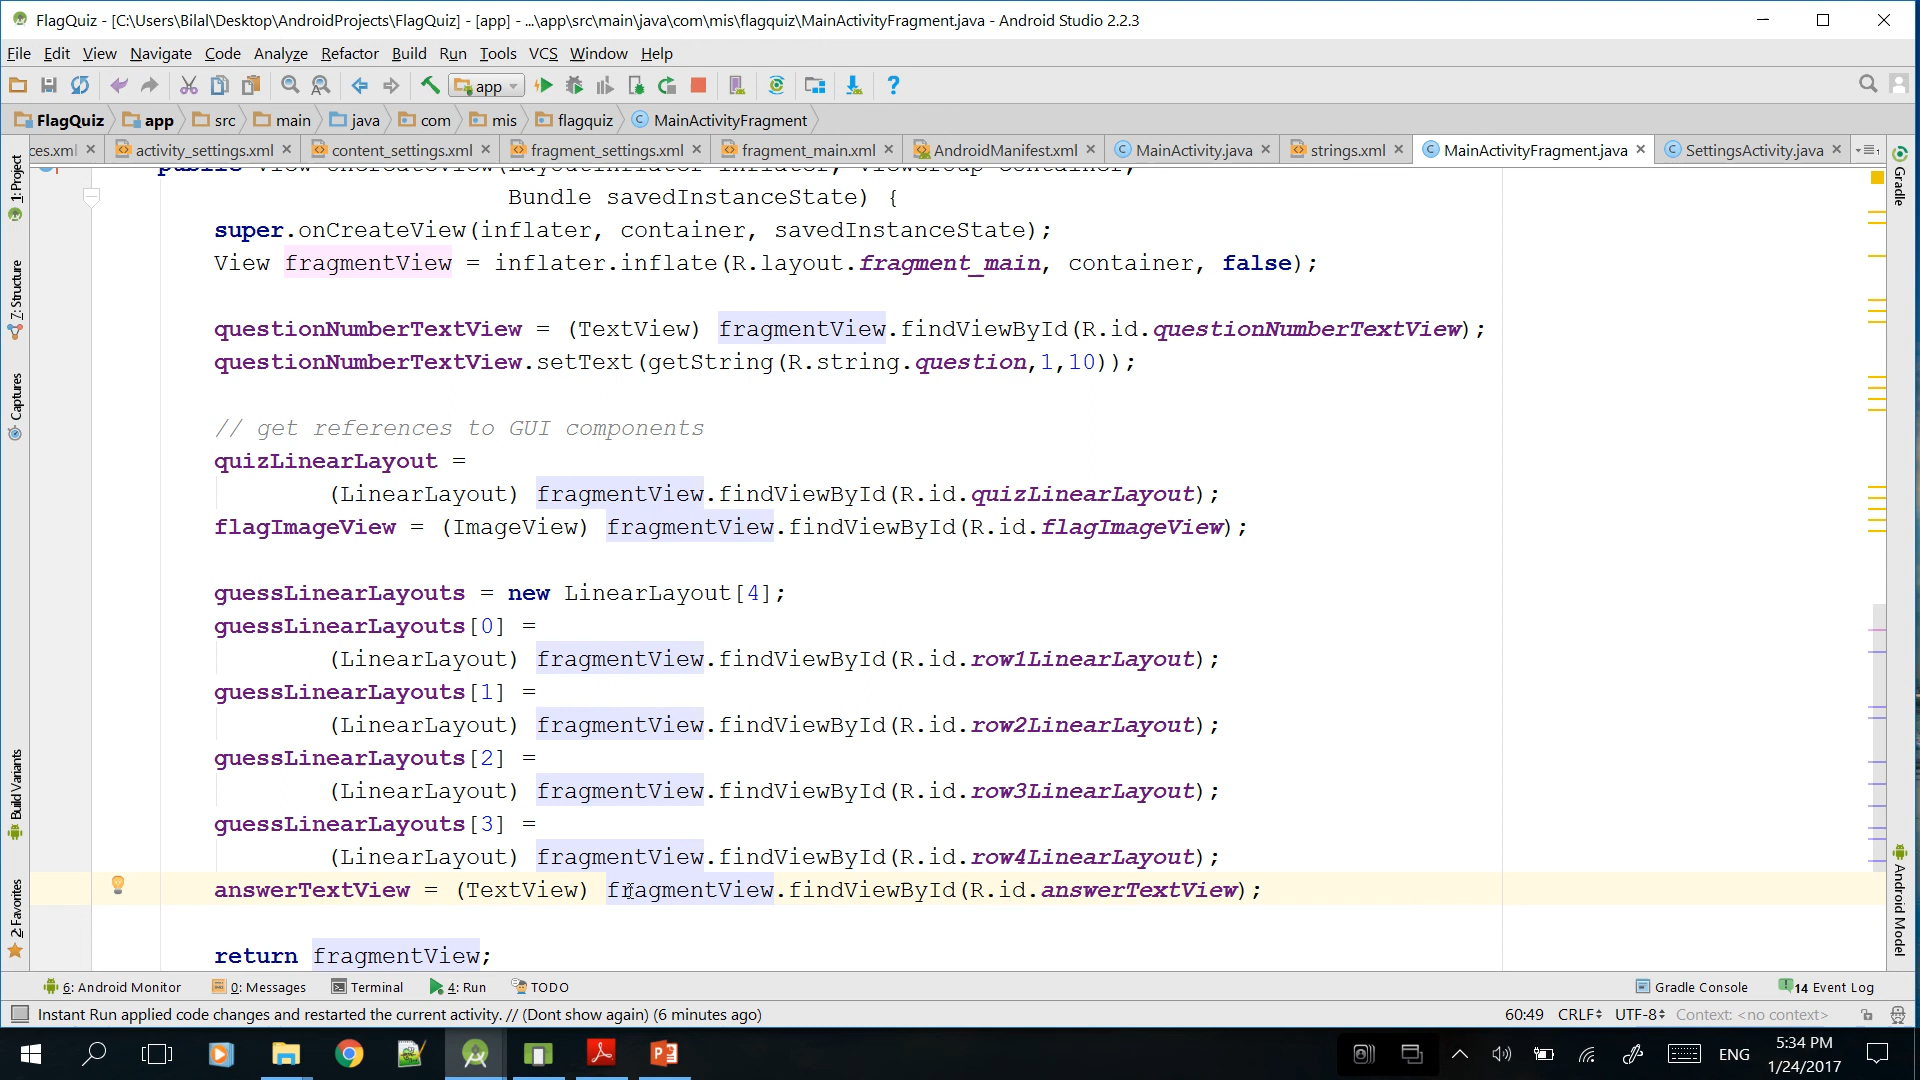 FlagQuiz - [C:\Users\Bilal\Desktop\AndroidProjects\FlagQuiz] - [app] - ...\app\src\main\java\com\mis\flagquiz\MainActivityFragment.java - Android Studio 2.2.3
File Edit View Navigate Code Analyze Refactor Build Run Tools VCS Window Help
app
FlagQuiz app src main java com mis flagquiz MainActivityFragment
ces.xml activity_settings.xml content_settings.xml fragment_settings.xml fragment_main.xml AndroidManifest.xml MainActivity.java strings.xml MainActivityFragment.java SettingsActivity.java
1: Project
7: Structure
Captures
Build Variants
2: Favorites
Gradle
Android Model
public View onCreateView(LayoutInflater inflater, ViewGroup container,
Bundle savedInstanceState) {
super.onCreateView(inflater, container, savedInstanceState);
View fragmentView = inflater.inflate(R.layout.fragment_main, container, false);
questionNumberTextView = (TextView) fragmentView.findViewById(R.id.questionNumberTextView);
questionNumberTextView.setText(getString(R.string.question,1,10));
// get references to GUI components
quizLinearLayout =
(LinearLayout) fragmentView.findViewById(R.id.quizLinearLayout);
flagImageView = (ImageView) fragmentView.findViewById(R.id.flagImageView);
guessLinearLayouts = new LinearLayout[4];
guessLinearLayouts[0] =
(LinearLayout) fragmentView.findViewById(R.id.row1LinearLayout);
guessLinearLayouts[1] =
(LinearLayout) fragmentView.findViewById(R.id.row2LinearLayout);
guessLinearLayouts[2] =
(LinearLayout) fragmentView.findViewById(R.id.row3LinearLayout);
guessLinearLayouts[3] =
(LinearLayout) fragmentView.findViewById(R.id.row4LinearLayout);
answerTextView = (TextView) fragmentView.findViewById(R.id.answerTextView);
return fragmentView;
6: Android Monitor 0: Messages Terminal 4: Run TODO Gradle Console 14 Event Log
Instant Run applied code changes and restarted the current activity. // (Dont show again) (6 minutes ago) 60:49 CRLF UTF-8 Context: <no context>
ENG
5:34 PM
1/24/2017